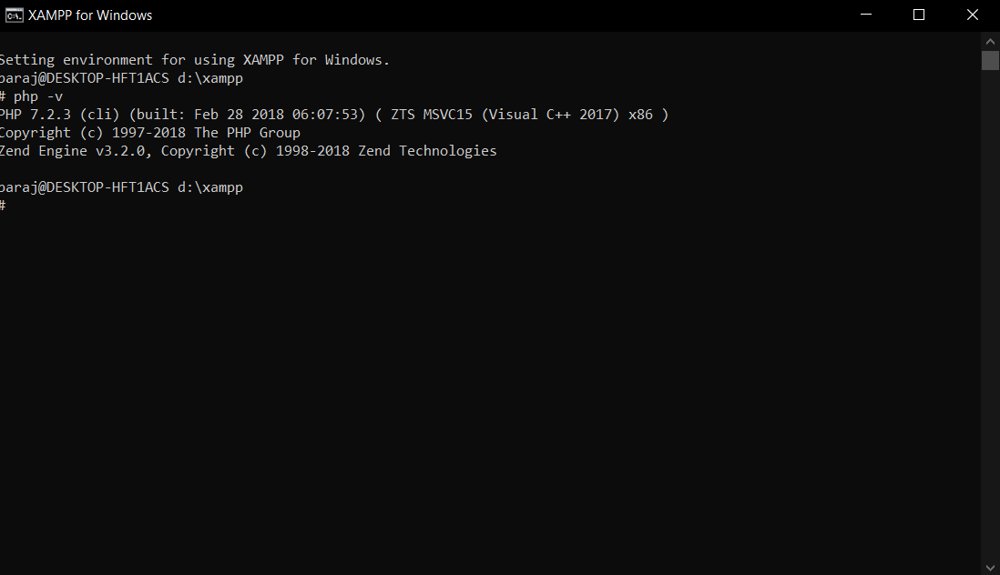 XAMPP for Windows
Setting environment for using XAMPP for Windows.
paraj@DESKTOP-HFT1ACS d:\xampp
# php -v
PHP 7.2.3 (cli) (built: Feb 28 2018 06:07:53) ( ZTS MSVC15 (Visual C++ 2017) x86 )
Copyright (c) 1997-2018 The PHP Group
Zend Engine v3.2.0, Copyright (c) 1998-2018 Zend Technologies
paraj@DESKTOP-HFT1ACS d:\xampp
#